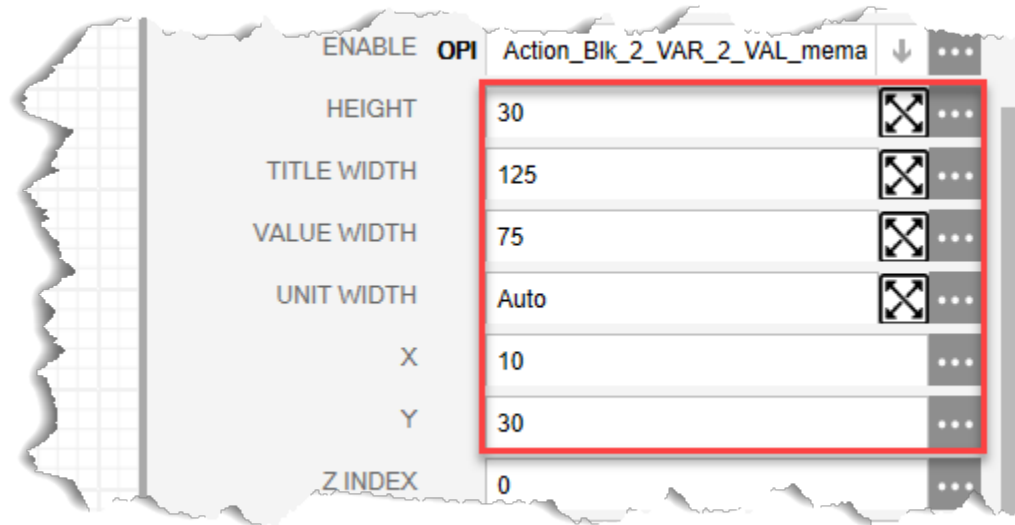 ENABLE OPI Action_Blk_2_VAR_2_VAL_mema
HEIGHT 30
TITLE WIDTH 125
VALUE WIDTH 75
UNIT WIDTH Auto
X 10
Y 30
Z INDEX 0